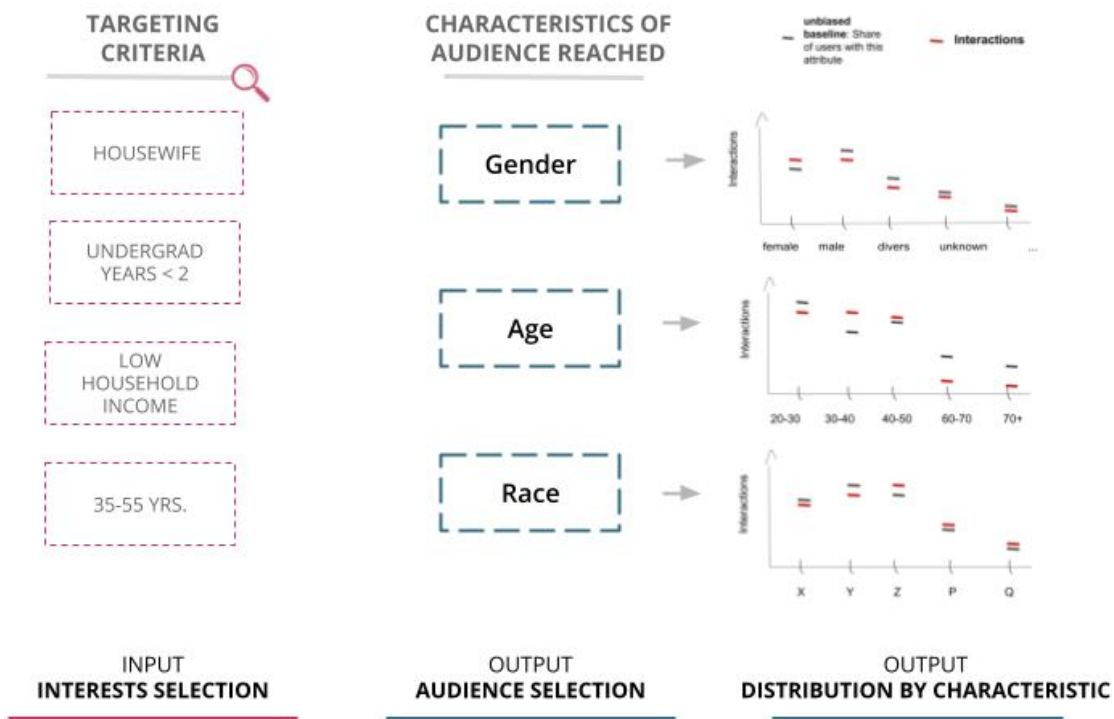 TARGETING
CRITERIA
HOUSEWIFE
UNDERGRAD
YEARS < 2
LOW
HOUSEHOLD
INCOME
35-55 YRS.
INPUT
INTERESTS SELECTION
CHARACTERISTICS OF
AUDIENCE REACHED
Gender
Age
Race
OUTPUT
AUDIENCE SELECTION
unbiased
baseline: Share
of users with this
attribute
Interactions
Interactions
female male divers unknown ...
Interactions
20-30 30-40 40-50 60-70 70+
Interactions
X Y Z P Q
OUTPUT
DISTRIBUTION BY CHARACTERISTIC